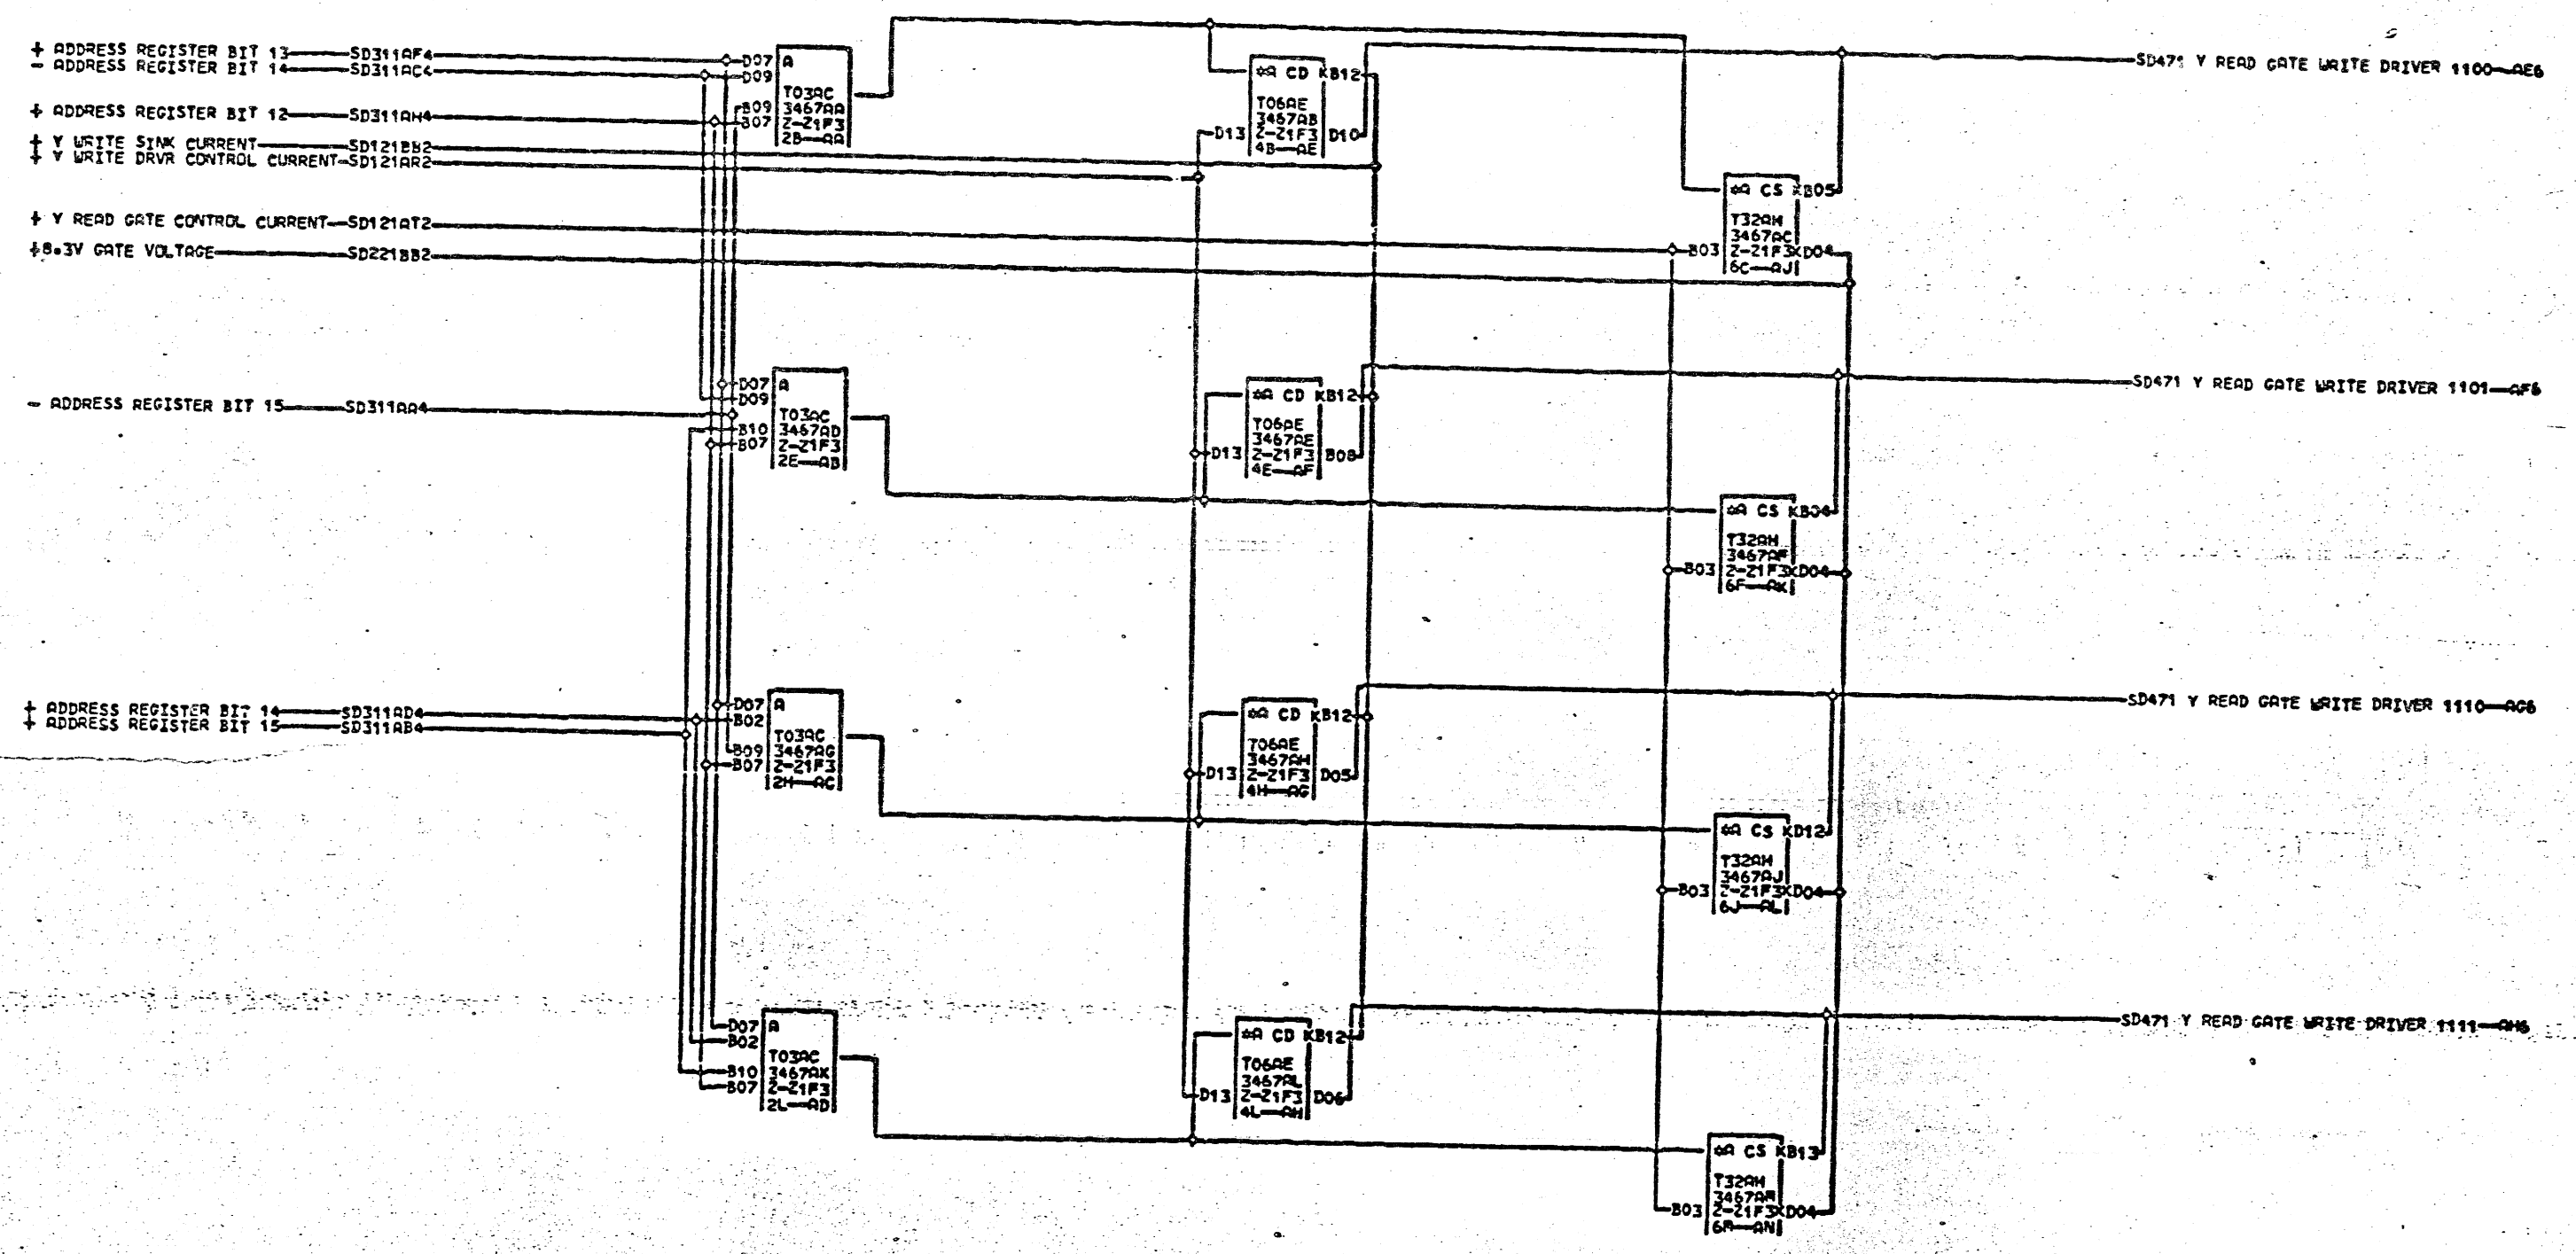 + ADDRESS REGISTER BIT 13—SD311AF4
- ADDRESS REGISTER BIT 14—SD311AC4
+ ADDRESS REGISTER BIT 12—SD311AH4
+ Y WRITE SINK CURRENT—SD121BB2
+ Y WRITE DRVR CONTROL CURRENT—SD121AR2
+ Y READ GATE CONTROL CURRENT—SD121AT2
+8.3V GATE VOLTAGE—SD221BB2
D07 A
D09
T03AC
B09 3467AA
B07 Z-Z1F3
2B—AA
*A CD KB12
T06AE
3467AB
D13 Z-Z1F3 D10
4B—AE
*A CS KB05
T32AH
3467AC
B03 Z-Z1F3KD04
6C—AJ
SD471 Y READ GATE WRITE DRIVER 1100—AE6
- ADDRESS REGISTER BIT 15—SD311AA4
D07 A
D09
T03AC
B10 3467AD
B07 Z-Z1F3
2E—AB
*A CD KB12
T06AE
3467AE
D13 Z-Z1F3 B08
4E—AF
*A CS KB04
T32AH
3467AF
B03 Z-Z1F3KD04
6F—AK
SD471 Y READ GATE WRITE DRIVER 1101—AF6
+ ADDRESS REGISTER BIT 14—SD311AD4
+ ADDRESS REGISTER BIT 15—SD311AB4
D07 A
B02
T03AC
B09 3467AG
B07 Z-Z1F3
2H—AC
*A CD KB12
T06AE
3467AH
D13 Z-Z1F3 D05
4H—AG
*A CS KD12
T32AH
3467AJ
B03 Z-Z1F3KD04
6J—AL
SD471 Y READ GATE WRITE DRIVER 1110—AG6
D07 A
B02
T03AC
B10 3467AK
B07 Z-Z1F3
2L—AD
*A CD KB12
T06AE
3467AL
D13 Z-Z1F3 D06
4L—AH
*A CS KB13
T32AH
3467AM
B03 Z-Z1F3KD04
6M—AN
SD471 Y READ GATE WRITE DRIVER 1111—AH6